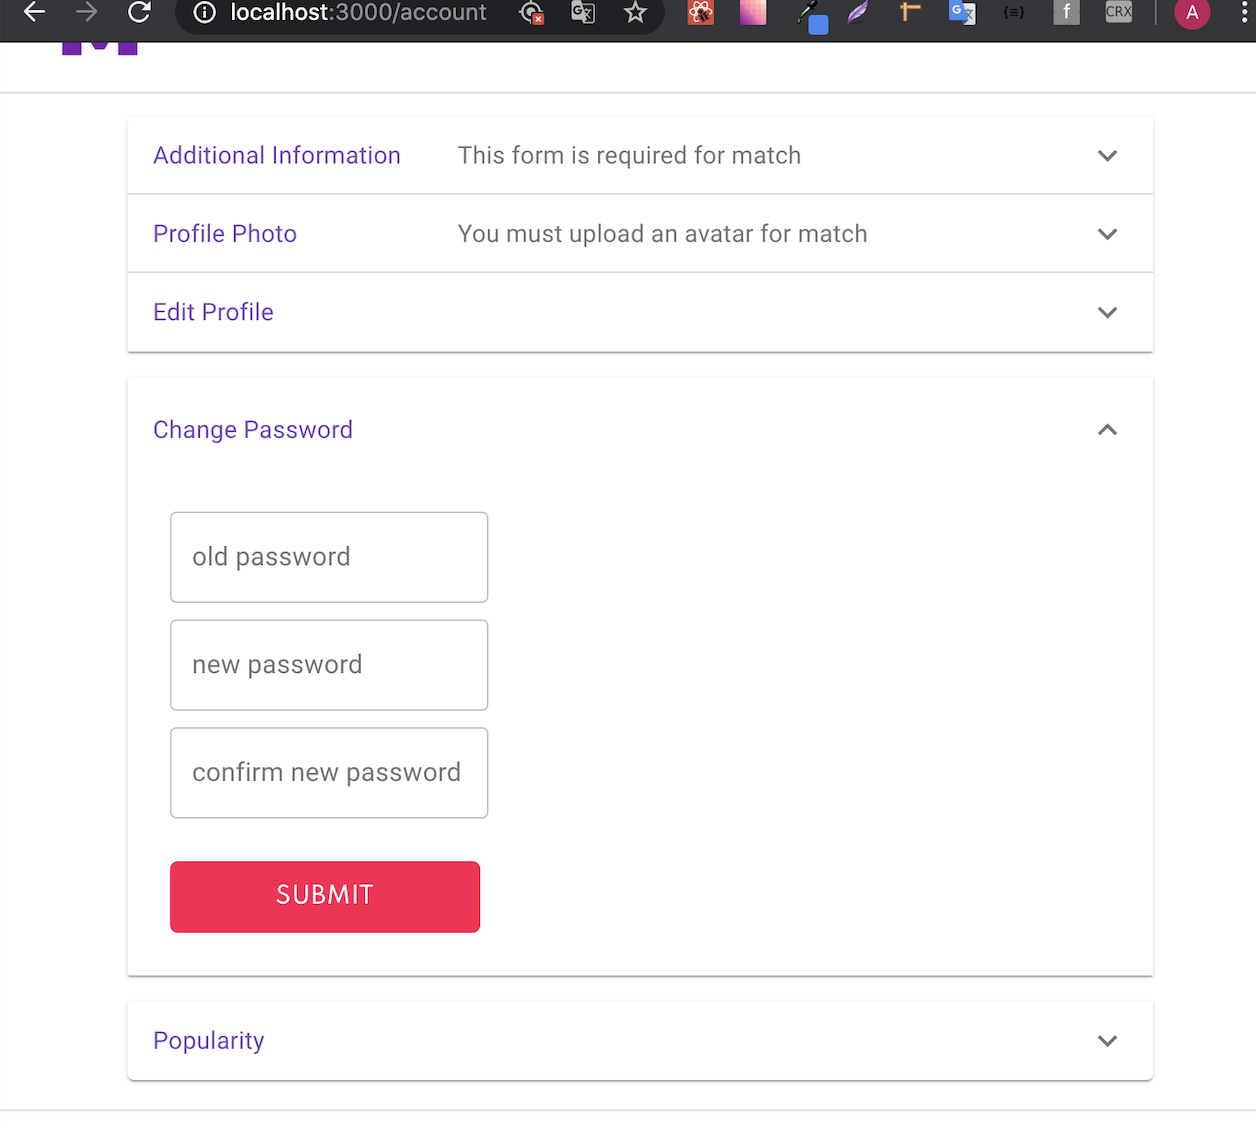 localhost:3000/account
CRX
A
Additional Information This form is required for match
Profile Photo You must upload an avatar for match
Edit Profile
Change Password
old password
new password
confirm new password
SUBMIT
Popularity